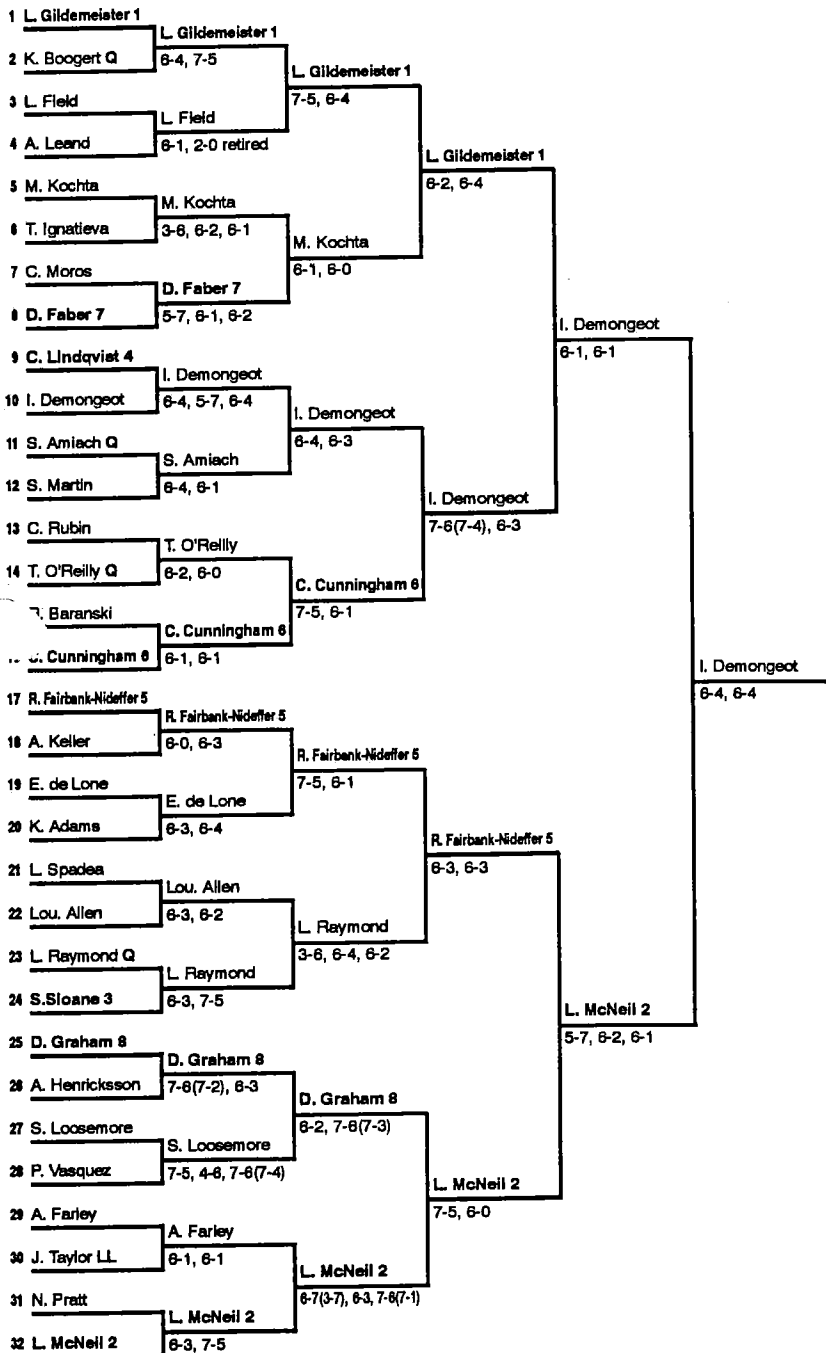 1 L. Gildemeister 1
2 K. Boogert Q
3 L. Field
4 A. Leand
5 M. Kochta
6 T. Ignatieva
7 C. Moros
8 D. Faber 7
9 C. Lindqvist 4
10 I. Demongeot
11 S. Amiach Q
12 S. Martin
13 C. Rubin
14 T. O'Reilly Q
Baranski
Cunningham 6
17 R. Fairbank-Nideffer 5
18 A. Keller
19 E. de Lone
20 K. Adams
21 L. Spadea
22 Lou. Allen
23 L. Raymond Q
24 S.Sloane 3
25 D. Graham 8
26 A. Henricksson
27 S. Loosemore
28 P. Vasquez
29 A. Farley
30 J. Taylor LL
31 N. Pratt
32 L. McNeil 2
L. Gildemeister 1
6-4, 7-5
L. Field
6-1, 2-0 retired
M. Kochta
3-6, 6-2, 6-1
D. Faber 7
5-7, 6-1, 6-2
I. Demongeot
6-4, 5-7, 6-4
S. Amiach
6-4, 6-1
T. O'Reilly
6-2, 6-0
C. Cunningham 6
6-1, 6-1
R. Fairbank-Nideffer 5
6-0, 6-3
E. de Lone
6-3, 6-4
Lou. Allen
6-3, 6-2
L. Raymond
6-3, 7-5
D. Graham 8
7-6(7-2), 6-3
S. Loosemore
7-5, 4-6, 7-6(7-4)
A. Farley
6-1, 6-1
L. McNeil 2
6-3, 7-5
L. Gildemeister 1
7-5, 6-4
M. Kochta
6-1, 6-0
I. Demongeot
6-4, 6-3
C. Cunningham 6
7-5, 6-1
R. Fairbank-Nideffer 5
7-5, 6-1
L. Raymond
3-6, 6-4, 6-2
D. Graham 8
6-2, 7-6(7-3)
L. McNeil 2
6-7(3-7), 6-3, 7-6(7-1)
L. Gildemeister 1
6-2, 6-4
I. Demongeot
7-6(7-4), 6-3
R. Fairbank-Nideffer 5
6-3, 6-3
L. McNeil 2
7-5, 6-0
I. Demongeot
6-1, 6-1
L. McNeil 2
5-7, 6-2, 6-1
I. Demongeot
6-4, 6-4